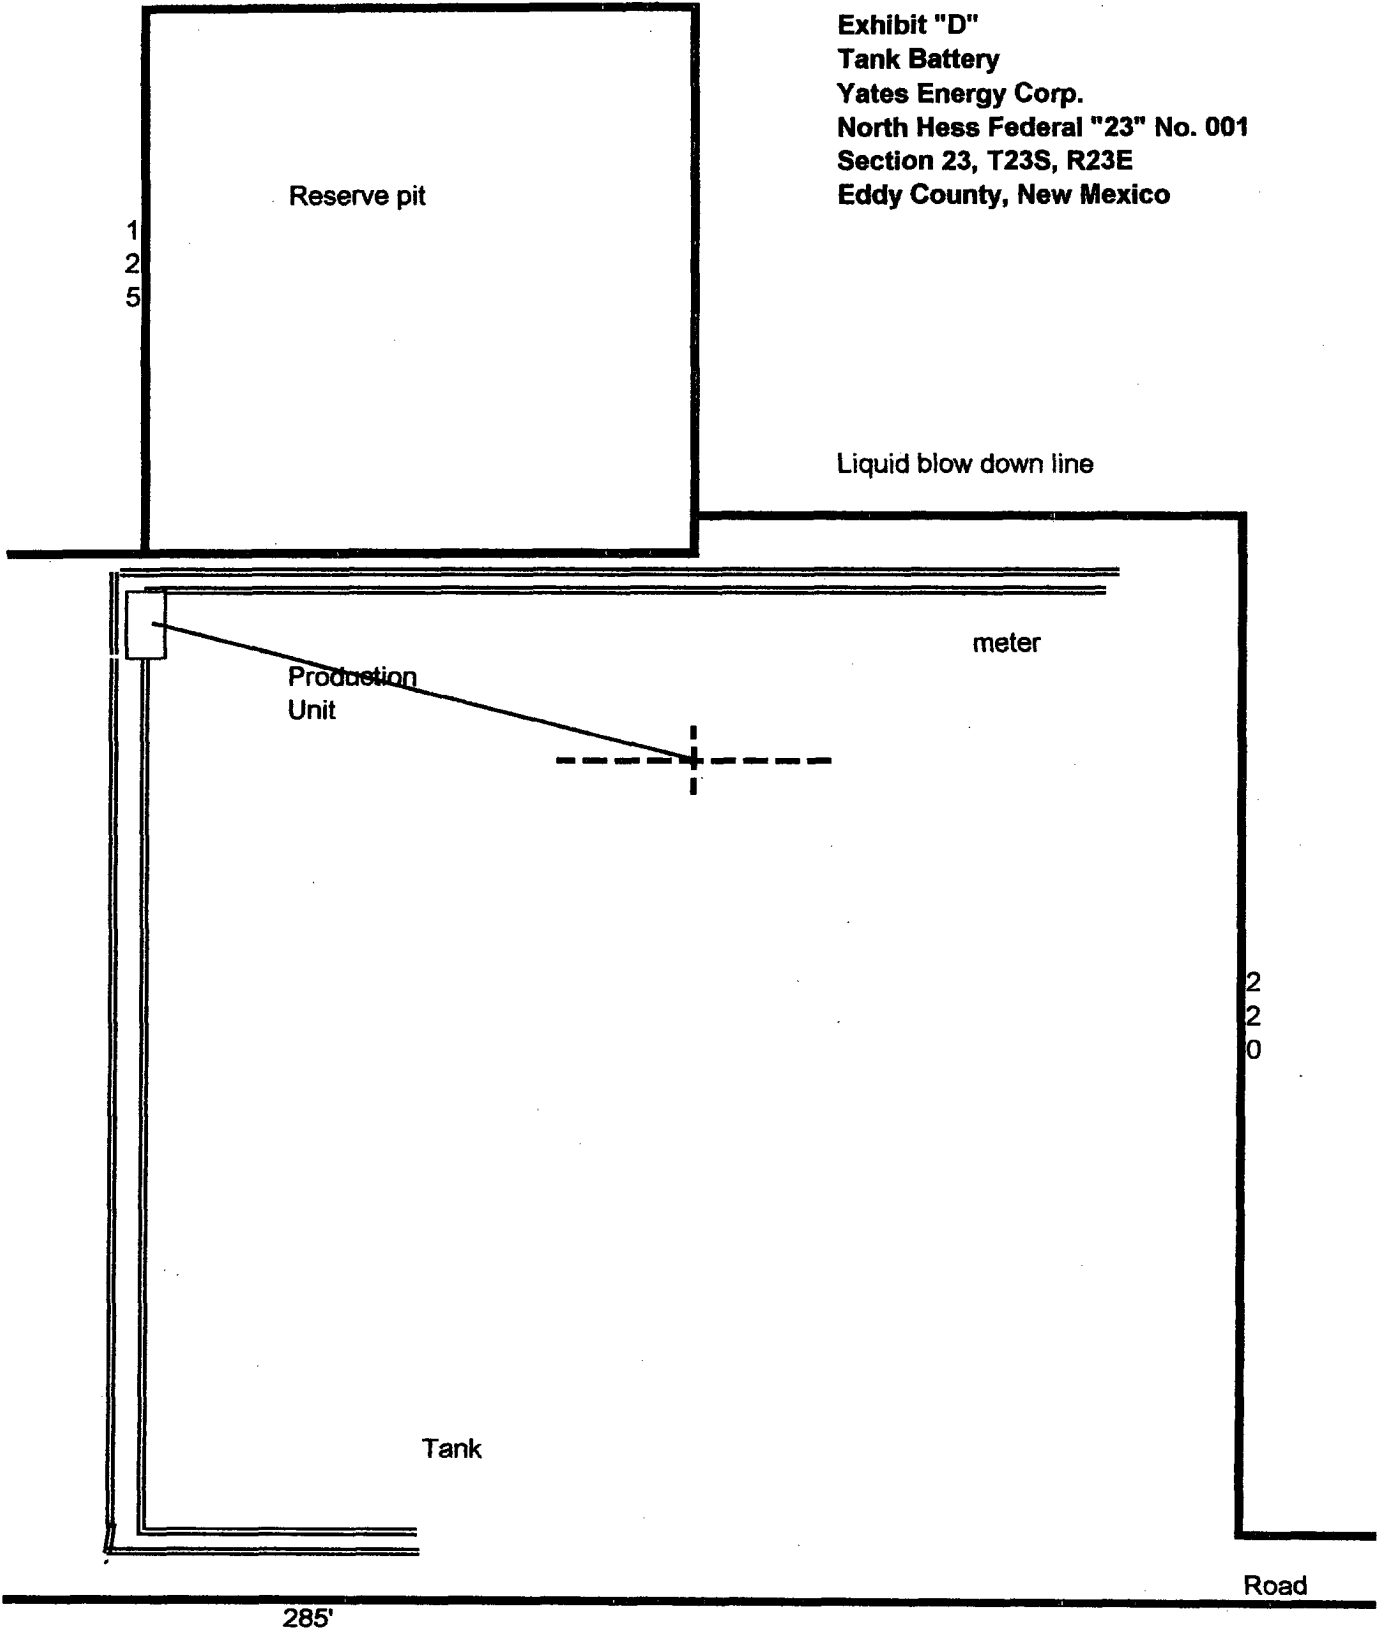 Exhibit "D"
Tank Battery
Yates Energy Corp.
North Hess Federal "23" No. 001
Section 23, T23S, R23E
Eddy County, New Mexico
Reserve pit
1
2
5
Liquid blow down line
meter
Production
Unit
2
2
0
Tank
Road
285'